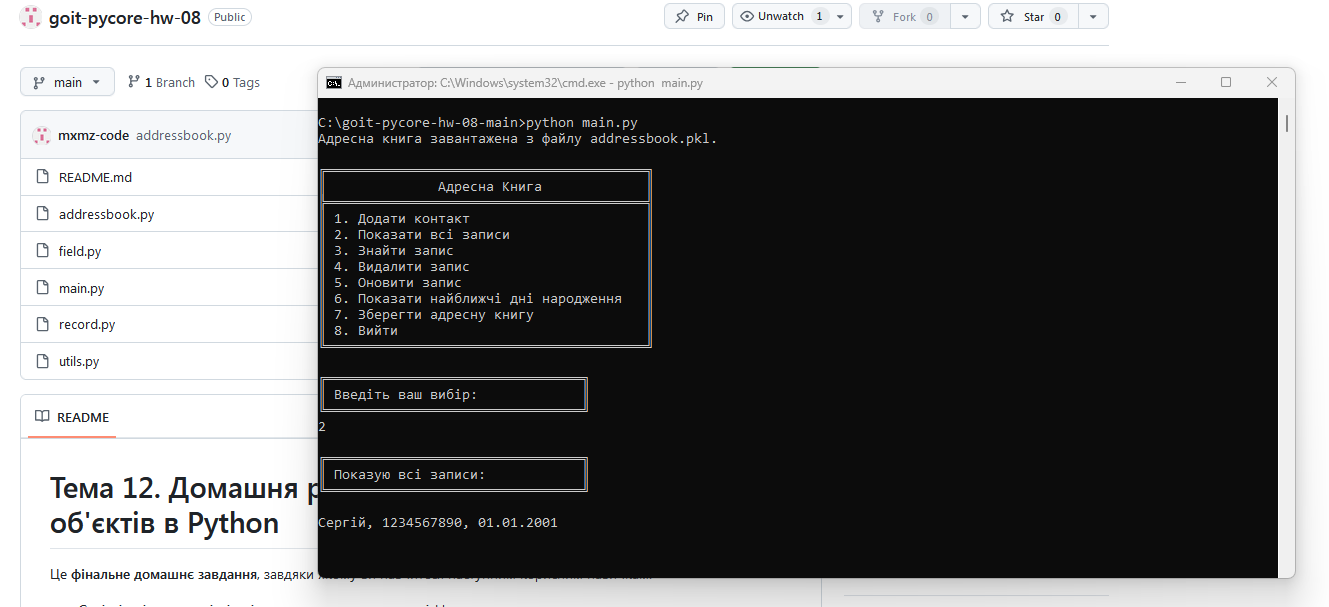 goit-pycore-hw-08 Public
Pin
Unwatch 1
Fork 0
Star 0
main
1 Branch
0 Tags
mxmz-code addressbook.py
README.md
addressbook.py
field.py
main.py
record.py
utils.py
README
Тема 12. Домашня
об'єктів в Python
Це фінальне домашнє завдання, завдяки
Администратор: C:\Windows\system32\cmd.exe - python main.py
C:\goit-pycore-hw-08-main>python main.py
Адресна книга завантажена з файлу addressbook.pkl.
Адресна Книга
1. Додати контакт
2. Показати всі записи
3. Знайти запис
4. Видалити запис
5. Оновити запис
6. Показати найближчі дні народження
7. Зберегти адресну книгу
8. Вийти
Введіть ваш вибір:
2
Показую всі записи:
Сергій, 1234567890, 01.01.2001